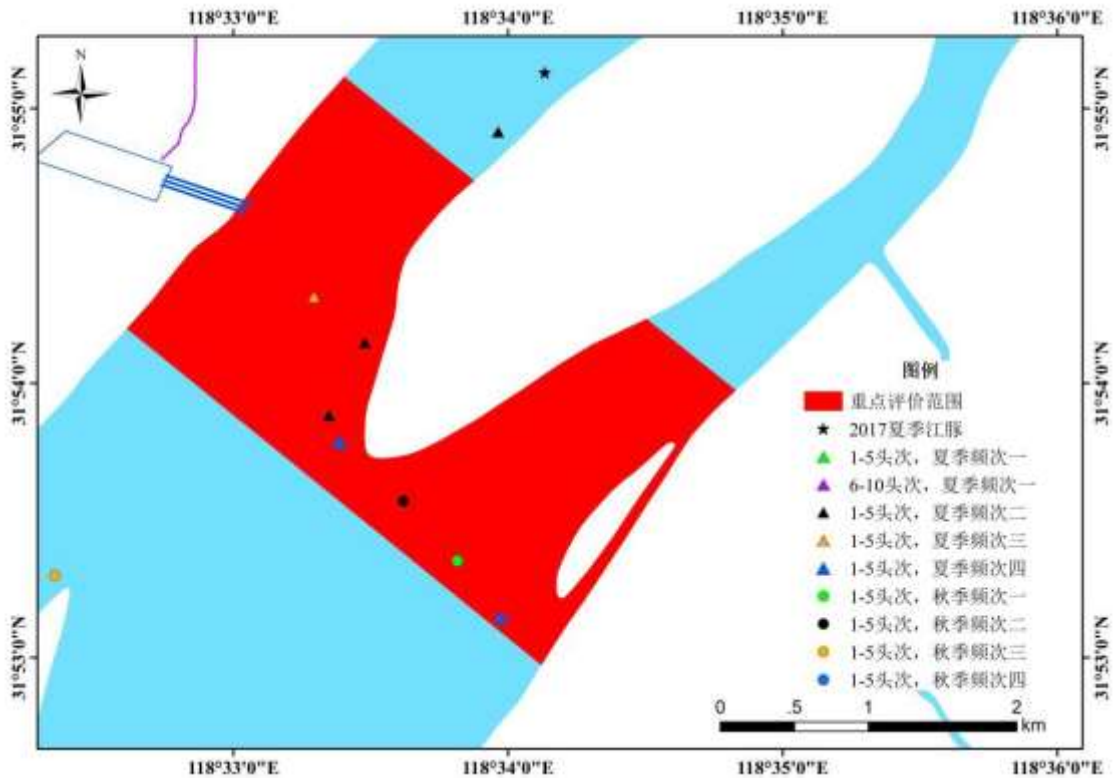 118°33'0"E 118°34'0"E 118°35'0"E 118°36'0"E
N
31°55'0"N 31°55'0"N
31°54'0"N 31°54'0"N
图例
重点评价范围
2017夏季江豚
1-5头次，夏季频次一
6-10头次，夏季频次一
1-5头次，夏季频次二
1-5头次，夏季频次三
1-5头次，夏季频次四
1-5头次，秋季频次一
1-5头次，秋季频次二
1-5头次，秋季频次三
1-5头次，秋季频次四
31°53'0"N 31°53'0"N
0 .5 1 2
km
118°33'0"E 118°34'0"E 118°35'0"E 118°36'0"E